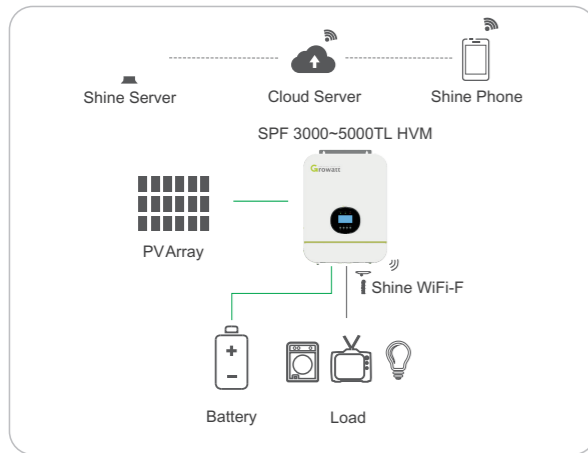 Shine Server
Cloud Server
Shine Phone
SPF 3000~5000TL HVM
Growatt
PV Array
Shine WiFi-F
Battery
Load